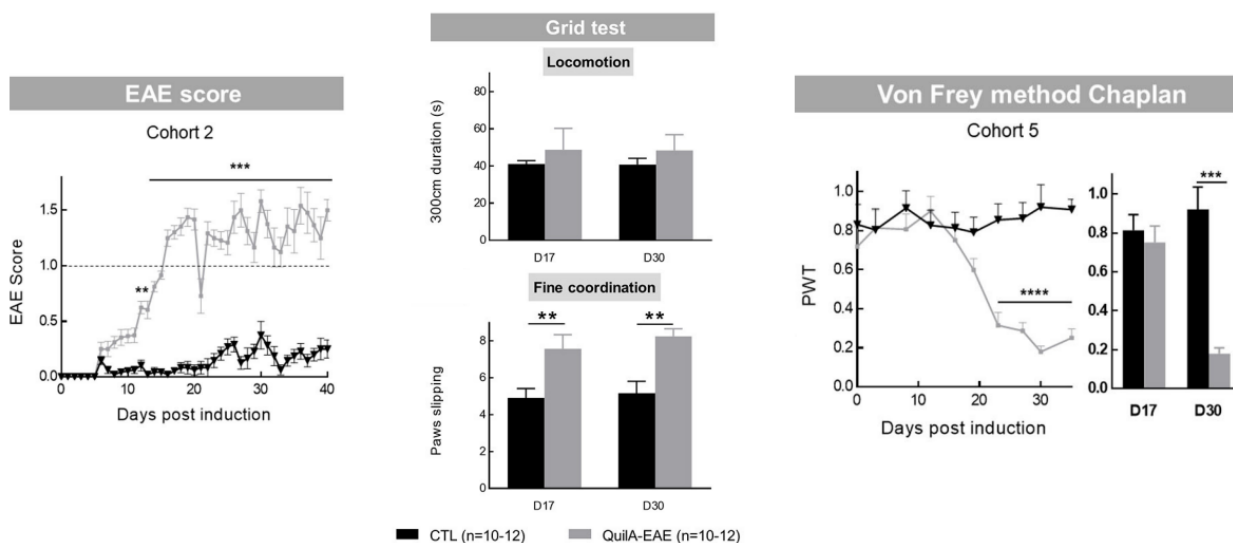 EAE score
Cohort 2
***
**
EAE Score
1.5
1.0
0.5
0.0
0 10 20 30 40
Days post induction
Grid test
Locomotion
300cm duration (s)
80
60
40
20
0
D17 D30
Fine coordination
** **
Paws slipping
8
6
4
2
0
D17 D30
CTL (n=10-12) QuilA-EAE (n=10-12)
Von Frey method Chaplan
Cohort 5
PWT
1.0
0.8
0.6
0.4
0.2
0.0
****
0 10 20 30
Days post induction
***
1.0
0.8
0.6
0.4
0.2
0.0
D17 D30